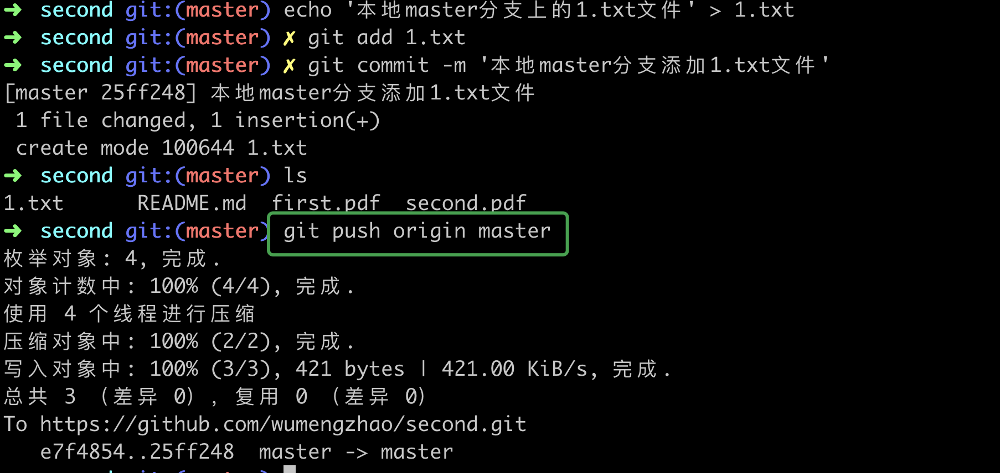 ➜ second git:(master) echo '本地master分支上的1.txt文件' > 1.txt
➜ second git:(master) ✗ git add 1.txt
➜ second git:(master) ✗ git commit -m '本地master分支添加1.txt文件'
[master 25ff248] 本地master分支添加1.txt文件
1 file changed, 1 insertion(+)
create mode 100644 1.txt
➜ second git:(master) ls
1.txt README.md first.pdf second.pdf
➜ second git:(master) git push origin master
枚举对象: 4, 完成.
对象计数中: 100% (4/4), 完成.
使用 4 个线程进行压缩
压缩对象中: 100% (2/2), 完成.
写入对象中: 100% (3/3), 421 bytes | 421.00 KiB/s, 完成.
总共 3 （差异 0），复用 0 （差异 0）
To https://github.com/wumengzhao/second.git
e7f4854..25ff248 master -> master